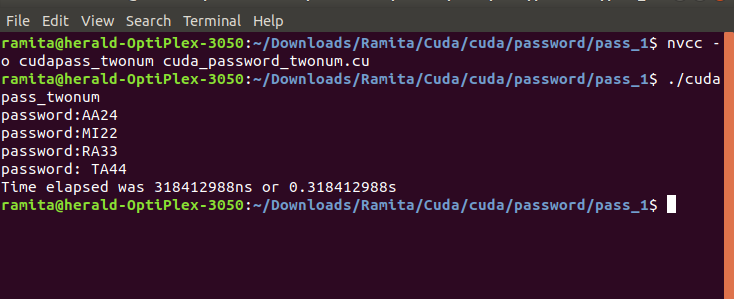 File Edit View Search Terminal Help
ramita@herald-OptiPlex-3050:~/Downloads/Ramita/Cuda/cuda/password/pass_1$ nvcc -
o cudapass_twonum cuda_password_twonum.cu
ramita@herald-OptiPlex-3050:~/Downloads/Ramita/Cuda/cuda/password/pass_1$ ./cuda
pass_twonum
password:AA24
password:MI22
password:RA33
password: TA44
Time elapsed was 318412988ns or 0.318412988s
ramita@herald-OptiPlex-3050:~/Downloads/Ramita/Cuda/cuda/password/pass_1$